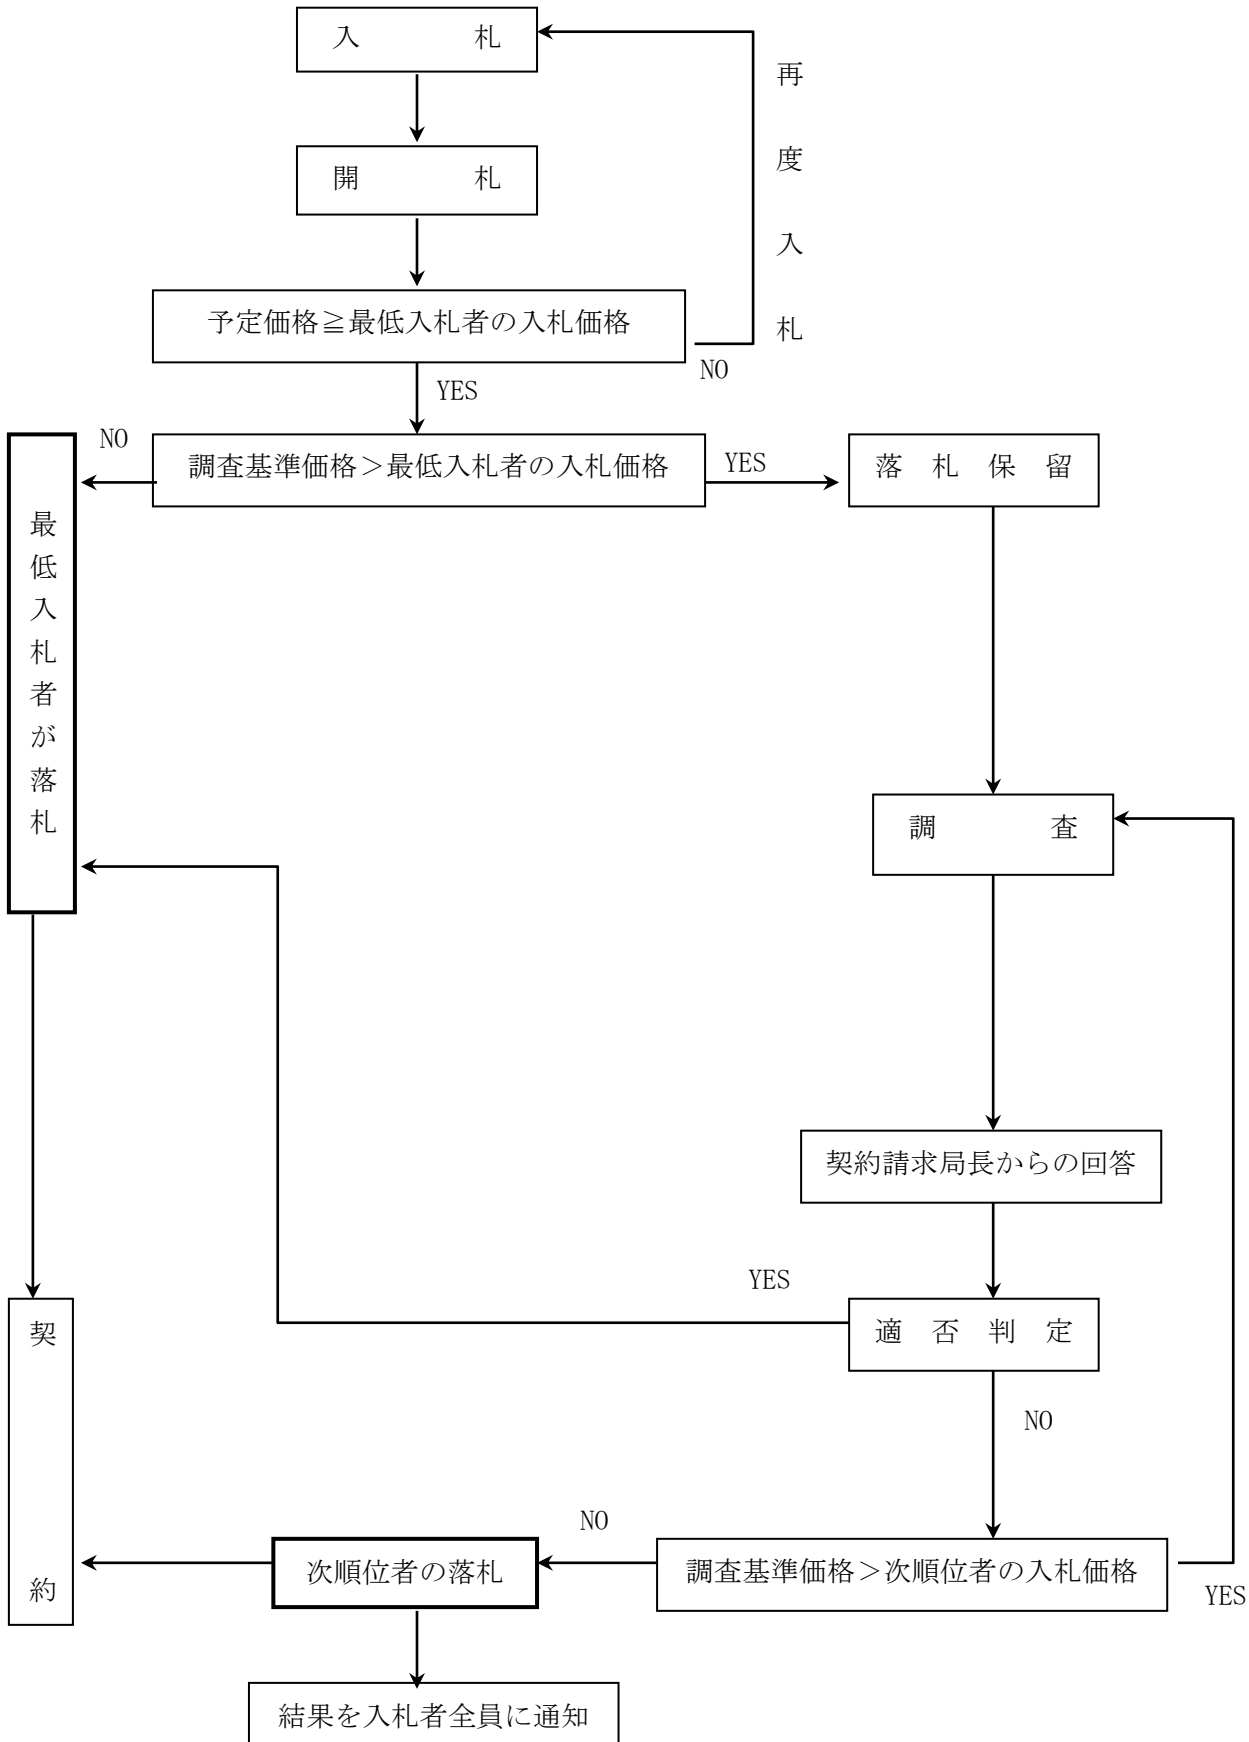 入札
再度入札
開札
予定価格≧最低入札者の入札価格
NO
YES
NO
調査基準価格＞最低入札者の入札価格
YES
落札保留
最低入札者が落札
調査
契約請求局長からの回答
YES
適否判定
NO
契約
NO
次順位者の落札
調査基準価格＞次順位者の入札価格
YES
結果を入札者全員に通知